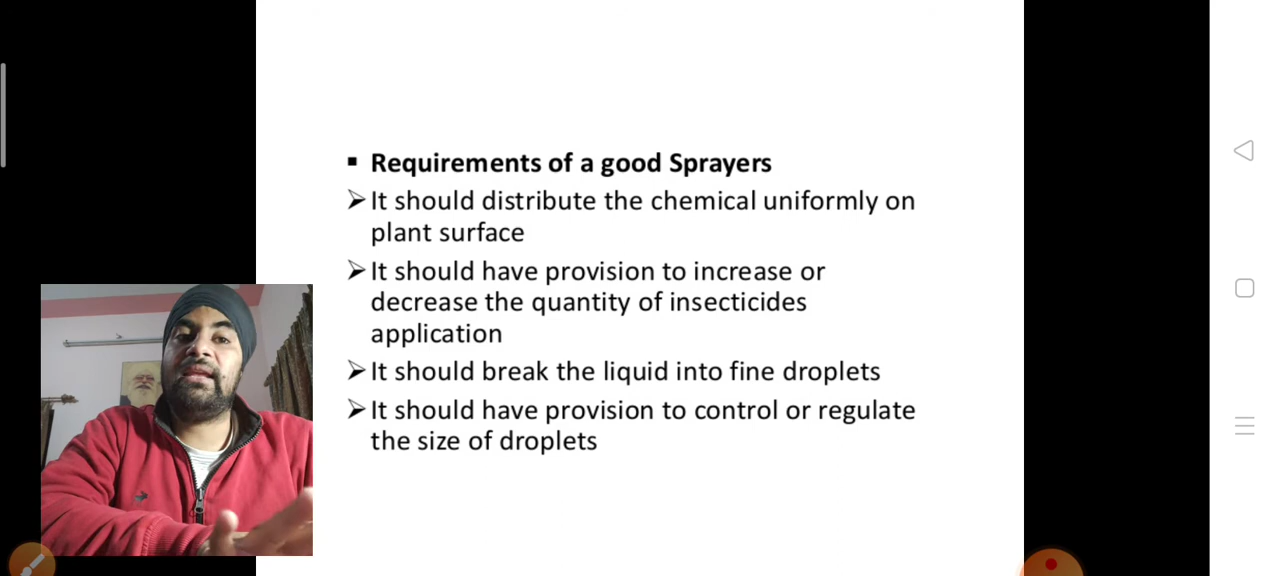 Requirements of a good Sprayers
It should distribute the chemical uniformly on
plant surface
It should have provision to increase or
decrease the quantity of insecticides
application
It should break the liquid into fine droplets
It should have provision to control or regulate
the size of droplets